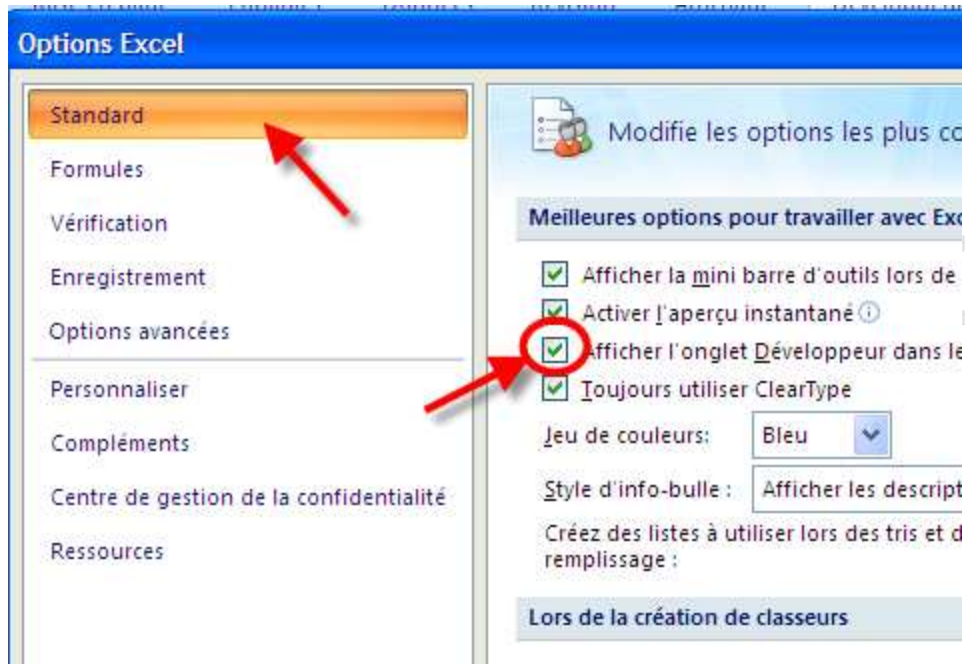 Options Excel
Standard
Formules
Vérification
Enregistrement
Options avancées
Personnaliser
Compléments
Centre de gestion de la confidentialité
Ressources
Modifie les options les plus co
Meilleures options pour travailler avec Exc
Afficher la mini barre d'outils lors de
Activer l'aperçu instantané
Afficher l'onglet Développeur dans le
Toujours utiliser ClearType
Jeu de couleurs: Bleu
Style d'info-bulle : Afficher les descript
Créez des listes à utiliser lors des tris et d
remplissage :
Lors de la création de classeurs